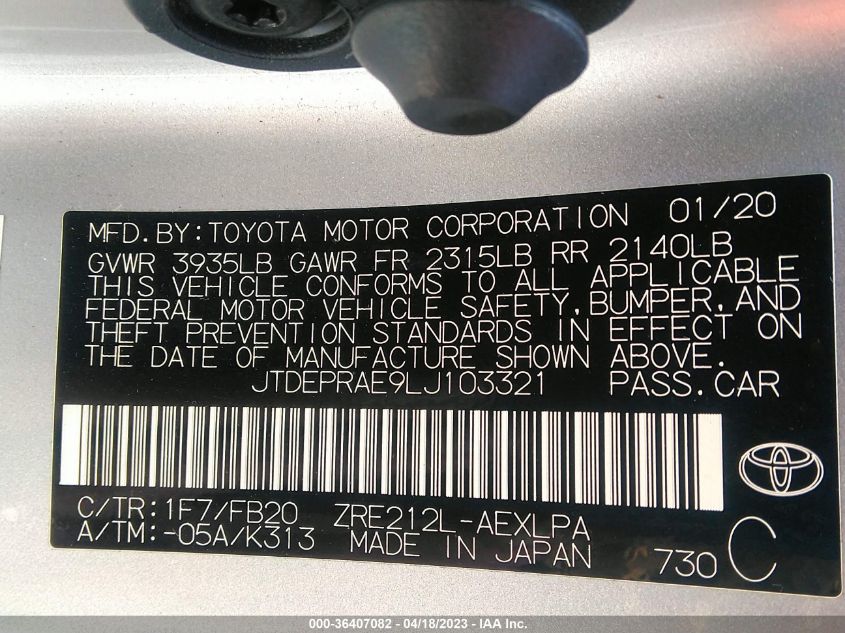 MFD.BY:TOYOTA MOTOR CORPORATION 01/20
GVWR 3935LB GAWR FR 2315LB RR 2140LB
THIS VEHICLE CONFORMS TO ALL APPLICABLE
FEDERAL MOTOR VEHICLE SAFETY,BUMPER,AND
THEFT PREVENTION STANDARDS IN EFFECT ON
THE DATE OF MANUFACTURE SHOWN ABOVE.
JTDEPRAE9LJ103321 PASS.CAR
C/TR:1F7/FB20 ZRE212L-AEXLPA
A/TM:-05A/K313 MADE IN JAPAN 730 C
000-36407082 - 04/18/2023 - IAA Inc.